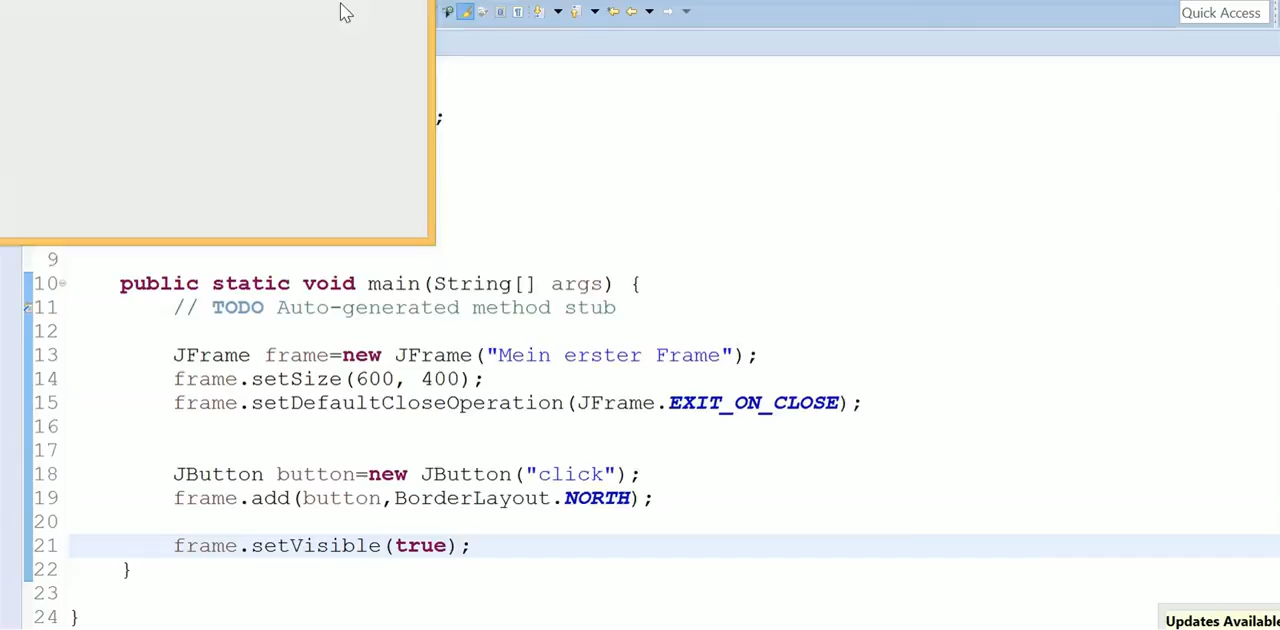 Quick Access
;
9
10 public static void main(String[] args) {
11 // TODO Auto-generated method stub
12
13 JFrame frame=new JFrame("Mein erster Frame");
14 frame.setSize(600, 400);
15 frame.setDefaultCloseOperation(JFrame.EXIT_ON_CLOSE);
16
17
18 JButton button=new JButton("click");
19 frame.add(button,BorderLayout.NORTH);
20
21 frame.setVisible(true);
22 }
23
24 }
Updates Available